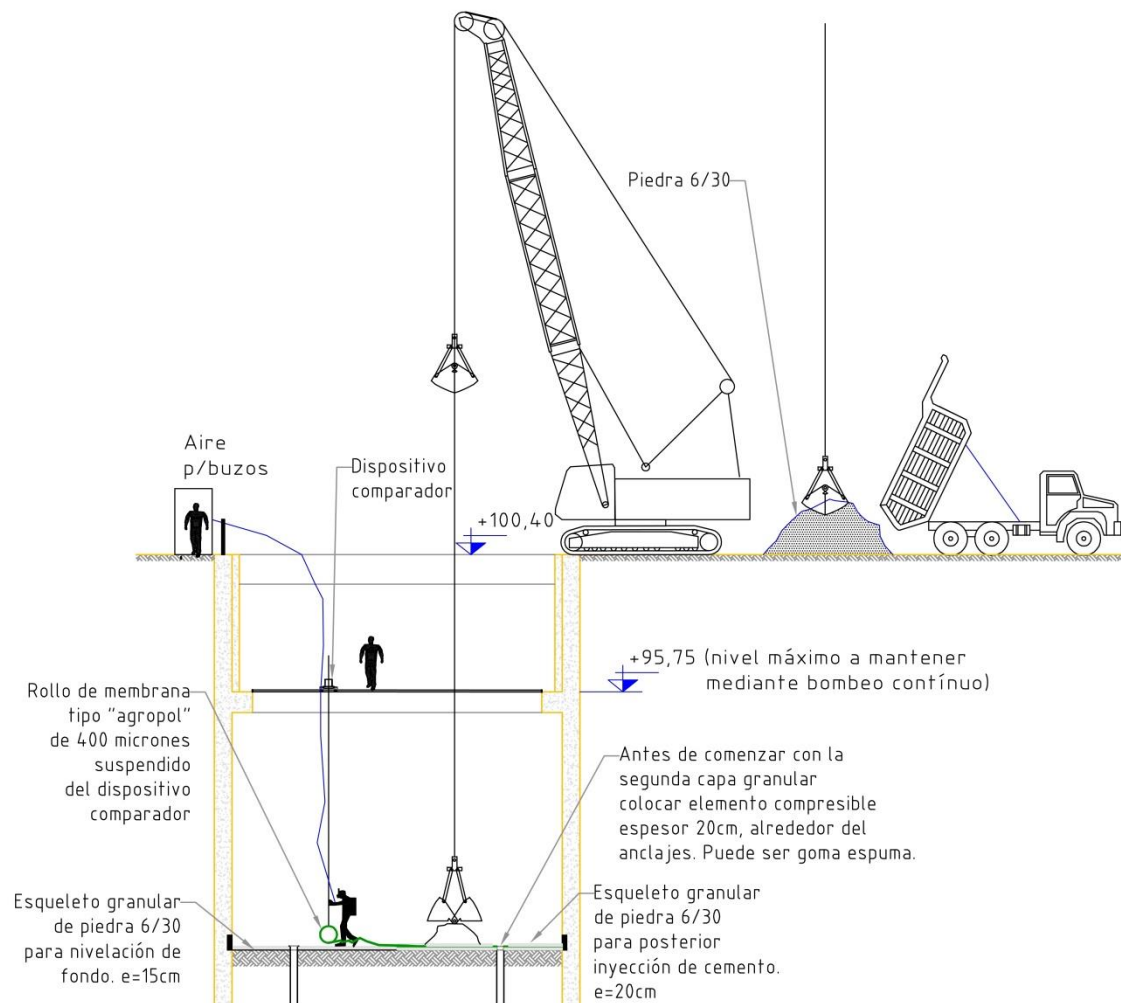 Piedra 6/30
Aire
p/buzos
Dispositivo
comparador
+100,40
+95,75 (nivel máximo a mantener
mediante bombeo contínuo)
Rollo de membrana
tipo "agropol"
de 400 micrones
suspendido
del dispositivo
comparador
Antes de comenzar con la
segunda capa granular
colocar elemento compresible
espesor 20cm, alrededor del
anclajes. Puede ser goma espuma.
Esqueleto granular
de piedra 6/30
para nivelación de
fondo. e=15cm
Esqueleto granular
de piedra 6/30
para posterior
inyección de cemento.
e=20cm